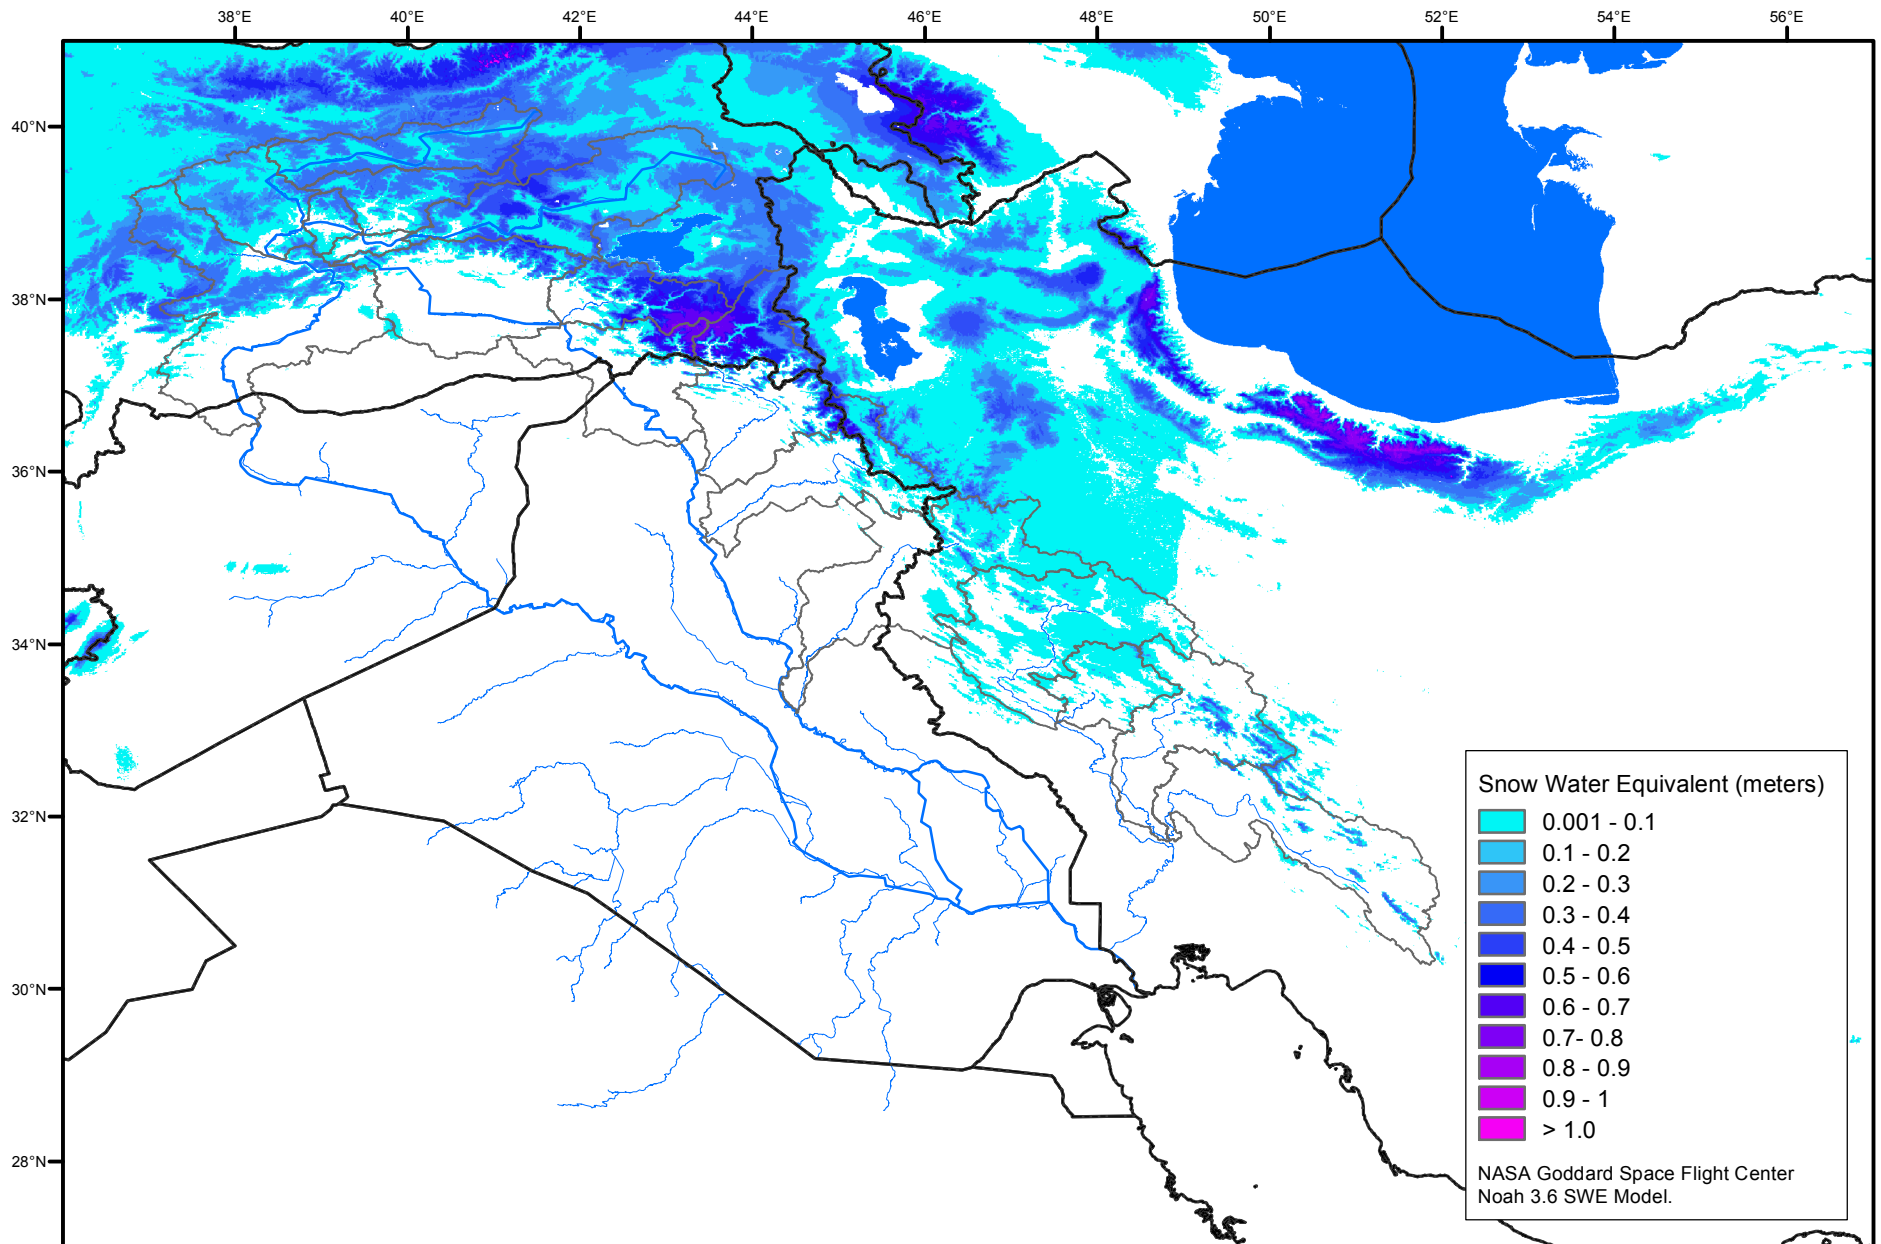 38°E 40°E 42°E 44°E 46°E 48°E 50°E 52°E 54°E 56°E
40°N
38°N
36°N
34°N
32°N
30°N
28°N
Snow Water Equivalent (meters)
0.001 - 0.1
0.1 - 0.2
0.2 - 0.3
0.3 - 0.4
0.4 - 0.5
0.5 - 0.6
0.6 - 0.7
0.7- 0.8
0.8 - 0.9
0.9 - 1
> 1.0
NASA Goddard Space Flight Center
Noah 3.6 SWE Model.